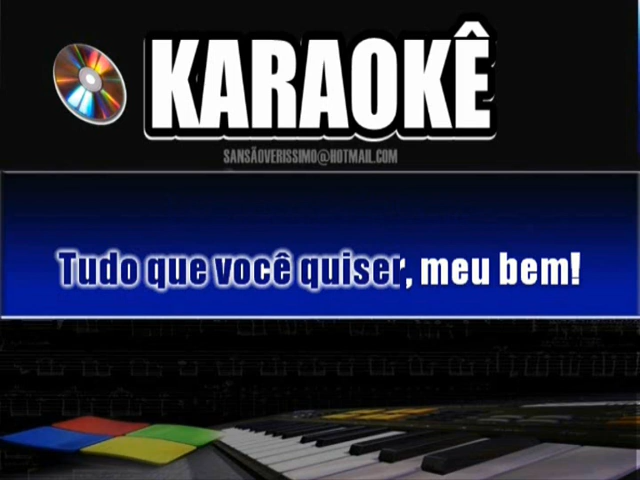 KARAOKÊ
SANSÃOVERISSIMO@HOTMAIL.COM
Tudo que você quiser, meu bem!